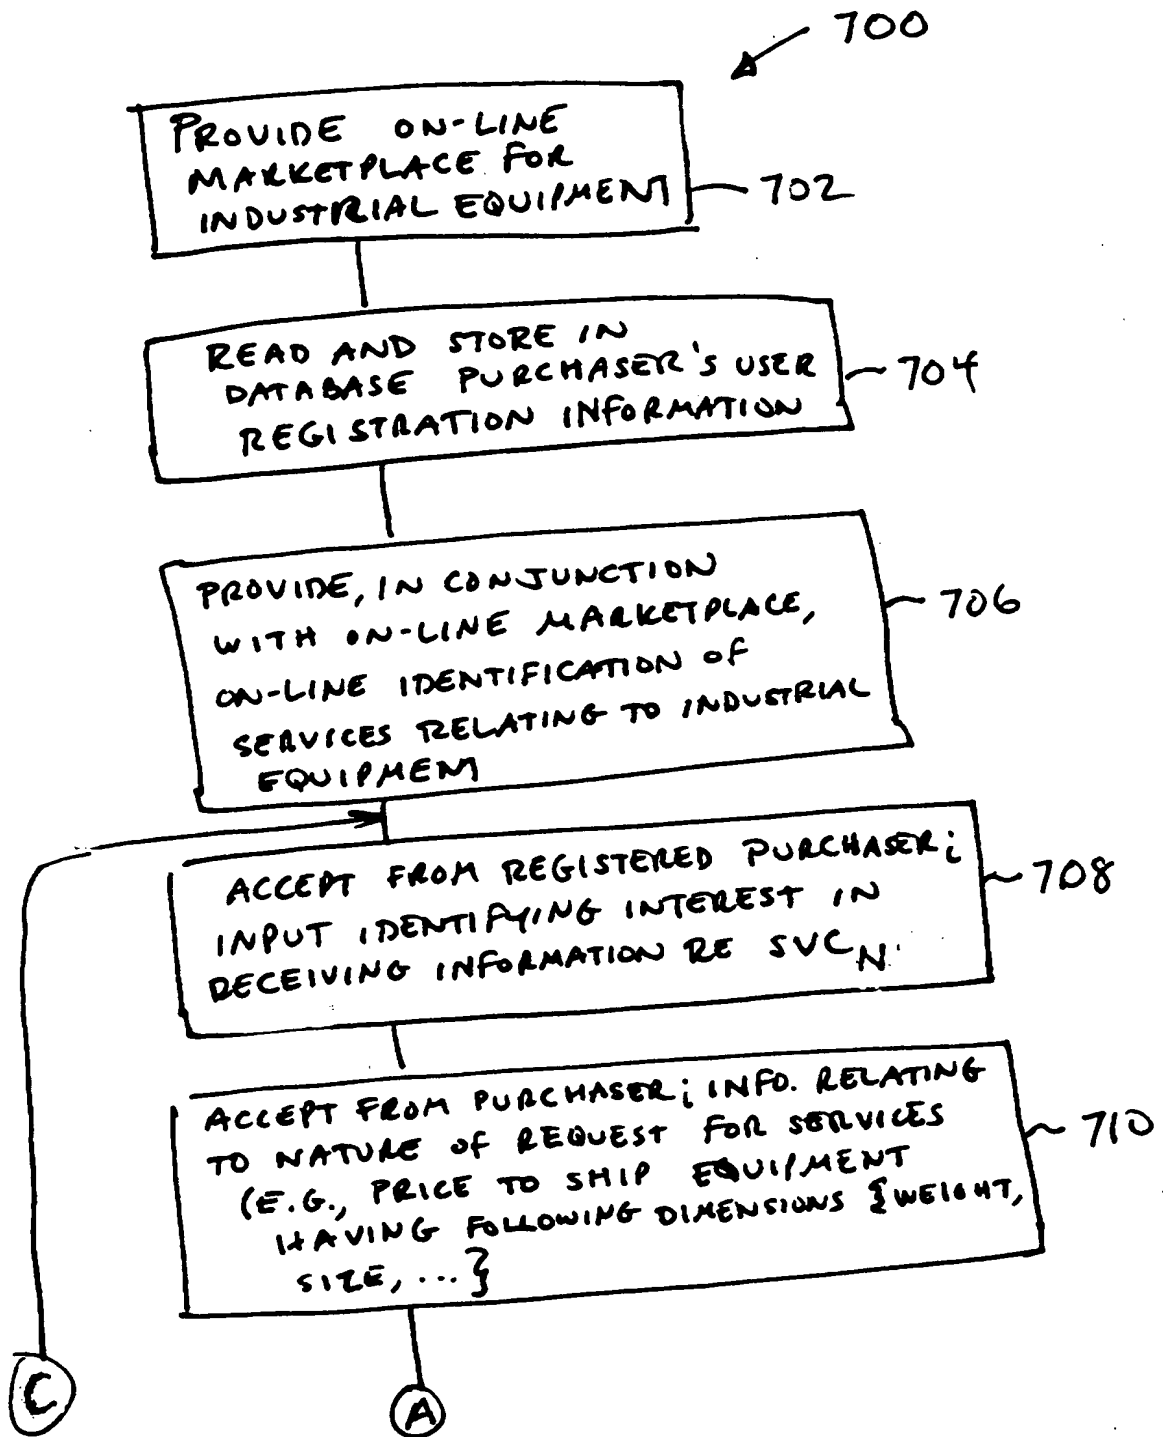 700
PROVIDE ON-LINE
MARKETPLACE FOR
INDUSTRIAL EQUIPMENT
702
READ AND STORE IN
DATABASE PURCHASER'S USER
REGISTRATION INFORMATION
704
PROVIDE, IN CONJUNCTION
WITH ON-LINE MARKETPLACE,
ON-LINE IDENTIFICATION OF
SERVICES RELATING TO INDUSTRIAL
EQUIPMENT
706
ACCEPT FROM REGISTERED PURCHASER;
INPUT IDENTIFYING INTEREST IN
RECEIVING INFORMATION RE SVC N.
708
ACCEPT FROM PURCHASER; INFO. RELATING
TO NATURE OF REQUEST FOR SERVICES
(E.G., PRICE TO SHIP EQUIPMENT
HAVING FOLLOWING DIMENSIONS {WEIGHT,
SIZE, ...}
710
C
A